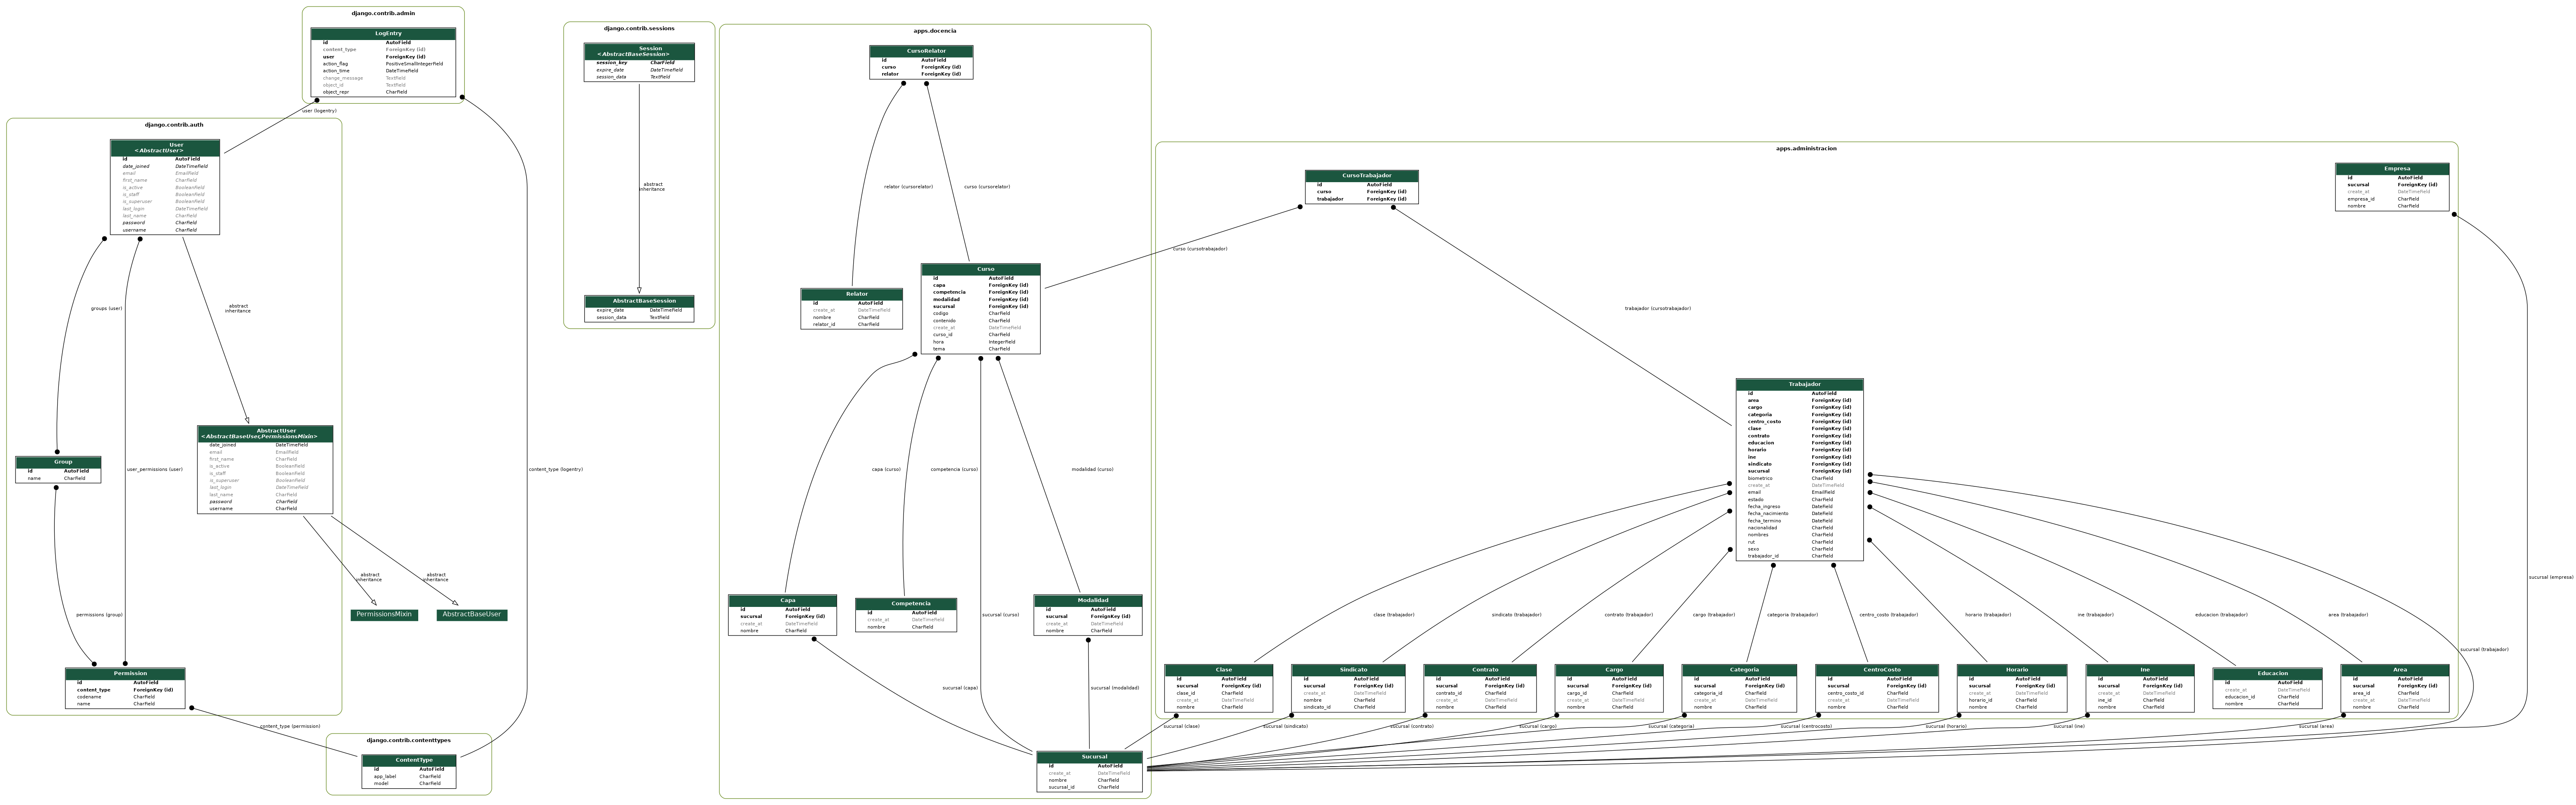 django.contrib.admin
LogEntry
id AutoField
content_type ForeignKey (id)
user ForeignKey (id)
action_flag PositiveSmallIntegerField
action_time DateTimeField
change_message TextField
object_id TextField
object_repr CharField
user (logentry)
django.contrib.auth
User
<AbstractUser>
id AutoField
date_joined DateTimeField
email EmailField
first_name CharField
is_active BooleanField
is_staff BooleanField
is_superuser BooleanField
last_login DateTimeField
last_name CharField
password CharField
username CharField
groups (user)
abstract
inheritance
user_permissions (user)
content_type (logentry)
AbstractUser
<AbstractBaseUser,PermissionsMixin>
date_joined DateTimeField
email EmailField
first_name CharField
is_active BooleanField
is_staff BooleanField
is_superuser BooleanField
last_login DateTimeField
last_name CharField
password CharField
username CharField
Group
id AutoField
name CharField
abstract
inheritance
abstract
inheritance
permissions (group)
PermissionsMixin
AbstractBaseUser
Permission
id AutoField
content_type ForeignKey (id)
codename CharField
name CharField
content_type (permission)
django.contrib.contenttypes
ContentType
id AutoField
app_label CharField
model CharField
django.contrib.sessions
Session
<AbstractBaseSession>
session_key CharField
expire_date DateTimeField
session_data TextField
abstract
inheritance
AbstractBaseSession
expire_date DateTimeField
session_data TextField
apps.docencia
CursoRelator
id AutoField
curso ForeignKey (id)
relator ForeignKey (id)
relator (cursorelator)
curso (cursorelator)
Relator
id AutoField
create_at DateTimeField
nombre CharField
relator_id CharField
Curso
id AutoField
capa ForeignKey (id)
competencia ForeignKey (id)
modalidad ForeignKey (id)
sucursal ForeignKey (id)
codigo CharField
contenido CharField
create_at DateTimeField
curso_id CharField
hora IntegerField
tema CharField
capa (curso)
competencia (curso)
modalidad (curso)
sucursal (curso)
Capa
id AutoField
sucursal ForeignKey (id)
create_at DateTimeField
nombre CharField
Competencia
id AutoField
create_at DateTimeField
nombre CharField
Modalidad
id AutoField
sucursal ForeignKey (id)
create_at DateTimeField
nombre CharField
sucursal (capa)
sucursal (modalidad)
Sucursal
id AutoField
create_at DateTimeField
nombre CharField
sucursal_id CharField
apps.administracion
CursoTrabajador
id AutoField
curso ForeignKey (id)
trabajador ForeignKey (id)
curso (cursotrabajador)
trabajador (cursotrabajador)
Empresa
id AutoField
sucursal ForeignKey (id)
create_at DateTimeField
empresa_id CharField
nombre CharField
sucursal (empresa)
Trabajador
id AutoField
area ForeignKey (id)
cargo ForeignKey (id)
categoria ForeignKey (id)
centro_costo ForeignKey (id)
clase ForeignKey (id)
contrato ForeignKey (id)
educacion ForeignKey (id)
horario ForeignKey (id)
ine ForeignKey (id)
sindicato ForeignKey (id)
sucursal ForeignKey (id)
biometrico CharField
create_at DateTimeField
email EmailField
estado CharField
fecha_ingreso DateField
fecha_nacimiento DateField
fecha_termino DateField
nacionalidad CharField
nombres CharField
rut CharField
sexo CharField
trabajador_id CharField
clase (trabajador)
sindicato (trabajador)
contrato (trabajador)
cargo (trabajador)
categoria (trabajador)
centro_costo (trabajador)
horario (trabajador)
ine (trabajador)
educacion (trabajador)
area (trabajador)
sucursal (trabajador)
Clase
id AutoField
sucursal ForeignKey (id)
clase_id CharField
create_at DateTimeField
nombre CharField
Sindicato
id AutoField
sucursal ForeignKey (id)
create_at DateTimeField
nombre CharField
sindicato_id CharField
Contrato
id AutoField
sucursal ForeignKey (id)
contrato_id CharField
create_at DateTimeField
nombre CharField
Cargo
id AutoField
sucursal ForeignKey (id)
cargo_id CharField
create_at DateTimeField
nombre CharField
Categoria
id AutoField
sucursal ForeignKey (id)
categoria_id CharField
create_at DateTimeField
nombre CharField
CentroCosto
id AutoField
sucursal ForeignKey (id)
centro_costo_id CharField
create_at DateTimeField
nombre CharField
Horario
id AutoField
sucursal ForeignKey (id)
create_at DateTimeField
horario_id CharField
nombre CharField
Ine
id AutoField
sucursal ForeignKey (id)
create_at DateTimeField
ine_id CharField
nombre CharField
Educacion
id AutoField
create_at DateTimeField
educacion_id CharField
nombre CharField
Area
id AutoField
sucursal ForeignKey (id)
area_id CharField
create_at DateTimeField
nombre CharField
sucursal (clase)
sucursal (sindicato)
sucursal (contrato)
sucursal (cargo)
sucursal (categoria)
sucursal (centrocosto)
sucursal (horario)
sucursal (ine)
sucursal (area)